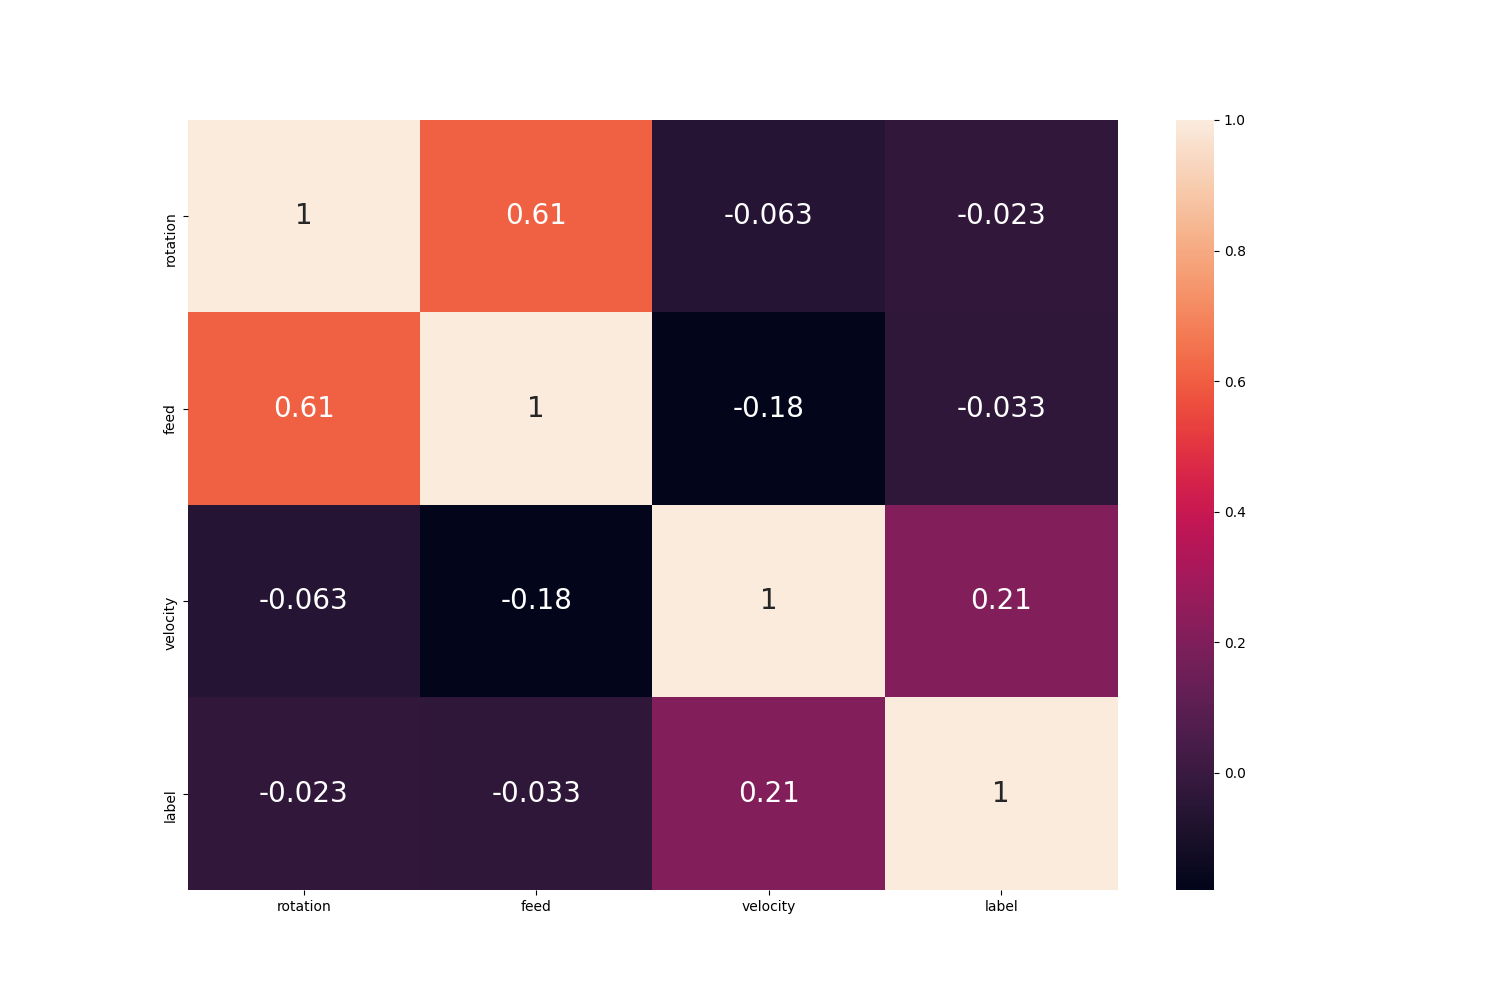 rotation 1 0.61 -0.063 -0.023
feed 0.61 1 -0.18 -0.033
velocity -0.063 -0.18 1 0.21
label -0.023 -0.033 0.21 1
rotation feed velocity label
1.0
0.8
0.6
0.4
0.2
0.0